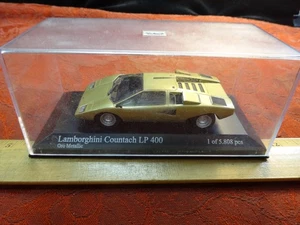 Lamborghini Countach LP 400
Oro Metallic
1 of 5,808 pcs